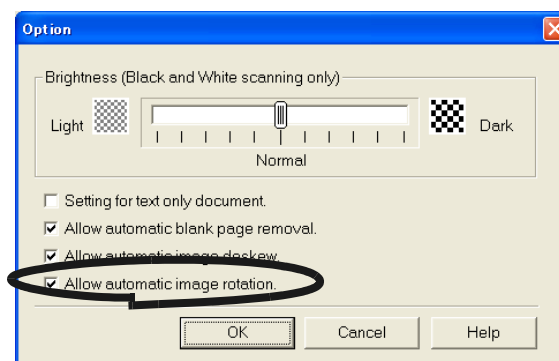 Option
Brightness (Black and White scanning only)
Light
Dark
Normal
Setting for text only document.
Allow automatic blank page removal.
Allow automatic image deskew.
Allow automatic image rotation.
OK Cancel Help